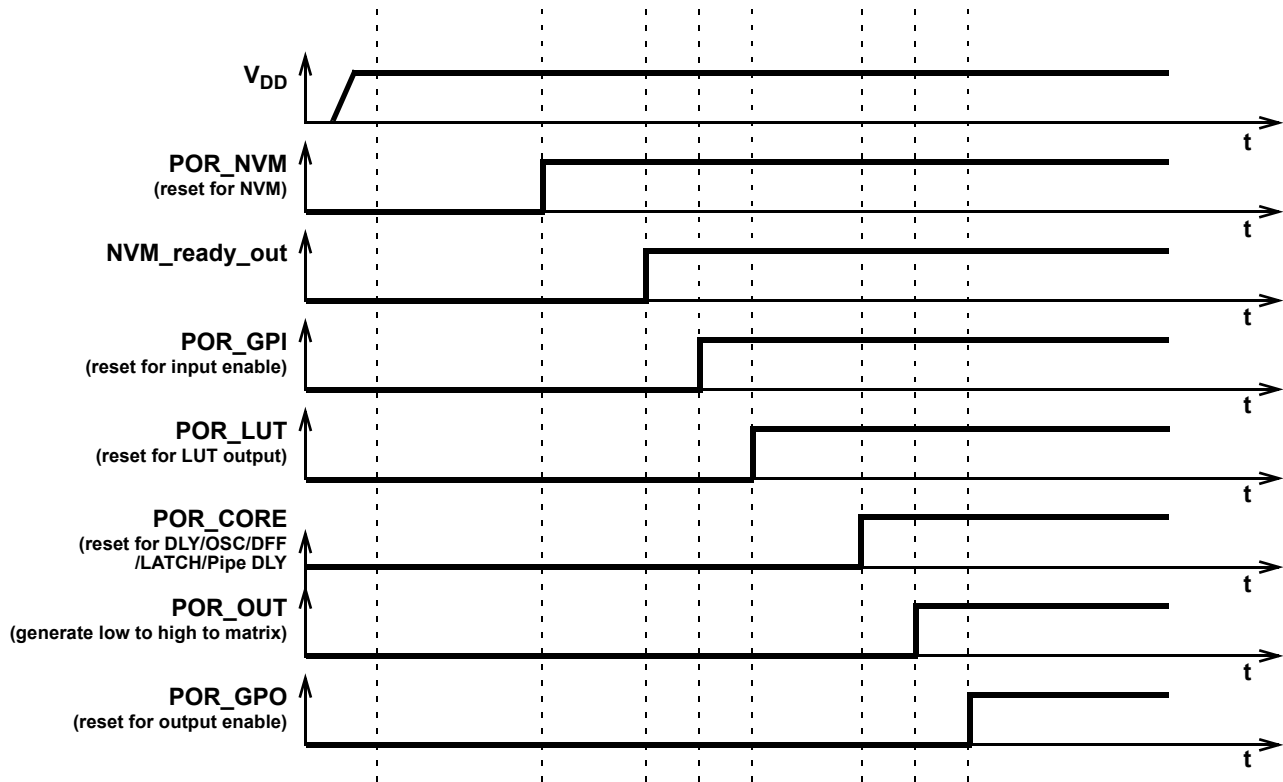 VDD
t
POR_NVM
(reset for NVM)
t
NVM_ready_out
t
POR_GPI
(reset for input enable)
t
POR_LUT
(reset for LUT output)
t
POR_CORE
(reset for DLY/OSC/DFF
/LATCH/Pipe DLY)
t
POR_OUT
(generate low to high to matrix)
t
POR_GPO
(reset for output enable)
t